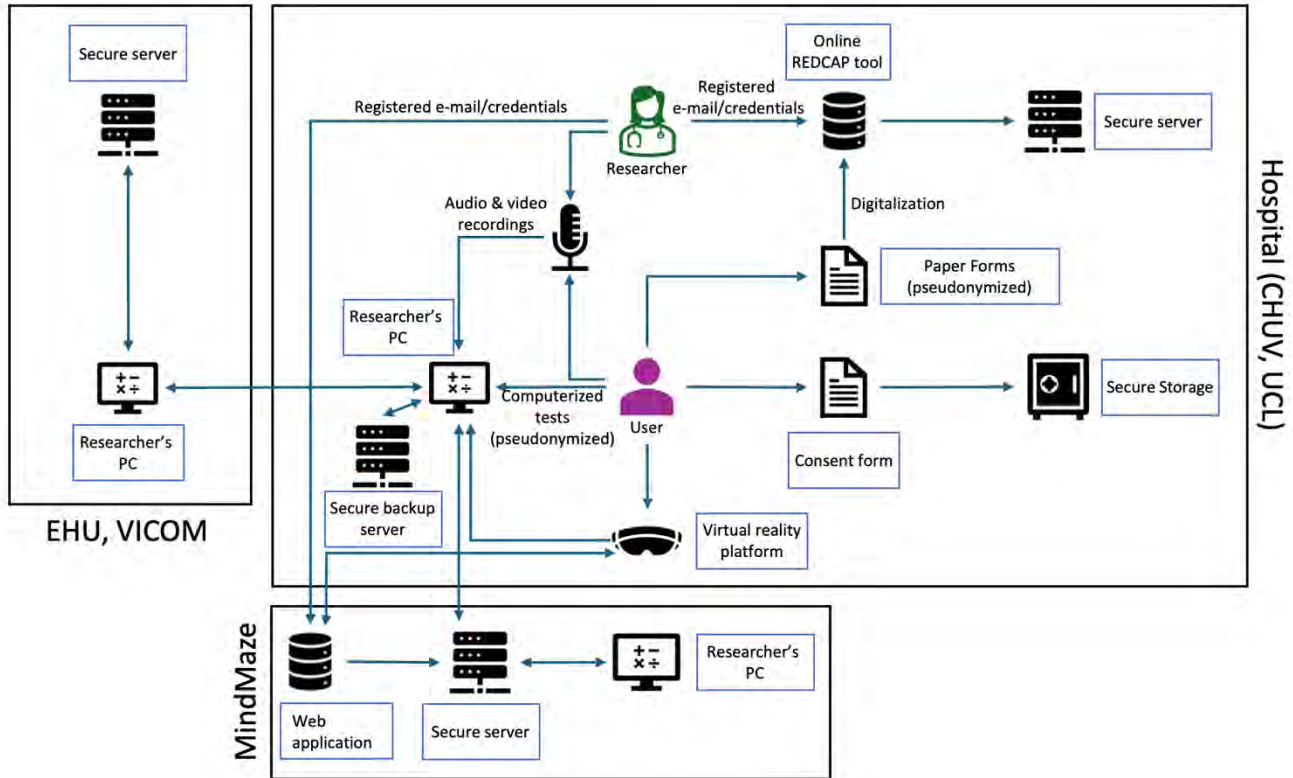 Secure server
Researcher's
PC
EHU, VICOM
Registered e-mail/credentials
Researcher
Registered
e-mail/credentials
Online
REDCAP tool
Secure server
Audio & video
recordings
Digitalization
Paper Forms
(pseudonymized)
Researcher's
PC
Computerized
tests
(pseudonymized)
User
Consent form
Secure Storage
Secure backup
server
Virtual reality
platform
Hospital (CHUV, UCL)
MindMaze
Web
application
Secure server
Researcher's
PC